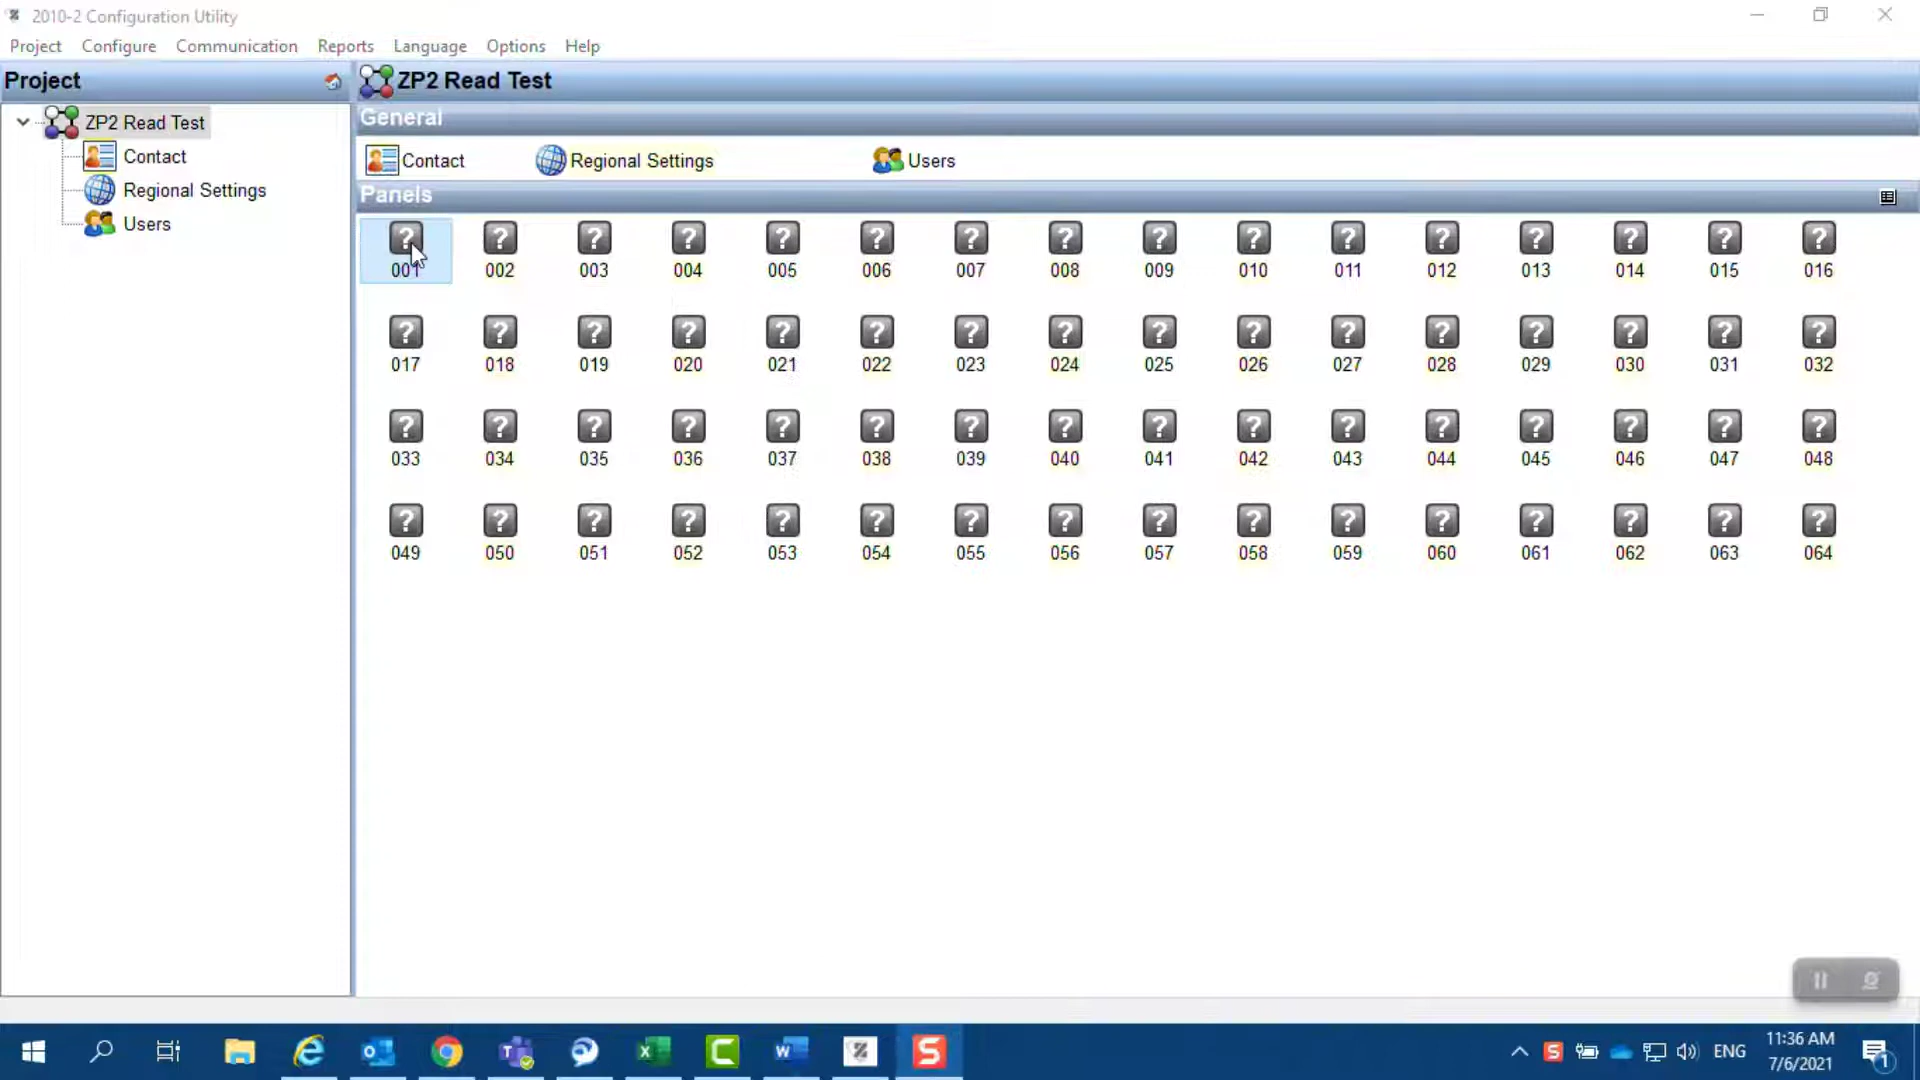 2010-2 Configuration Utility
Project Configure Communication Reports Language Options Help
Project
ZP2 Read Test
ZP2 Read Test
Contact
Regional Settings
Users
General
Contact Regional Settings Users
Panels
001 002 003 004 005 006 007 008 009 010 011 012 013 014 015 016
017 018 019 020 021 022 023 024 025 026 027 028 029 030 031 032
033 034 035 036 037 038 039 040 041 042 043 044 045 046 047 048
049 050 051 052 053 054 055 056 057 058 059 060 061 062 063 064
ENG
11:36 AM
7/6/2021
1